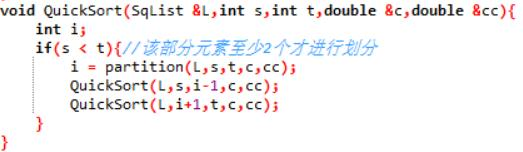 void QuickSort(SqList &L,int s,int t,double &c,double &cc){
int i;
if(s < t){//该部分元素至少2个才进行划分
i = partition(L,s,t,c,cc);
QuickSort(L,s,i-1,c,cc);
QuickSort(L,i+1,t,c,cc);
}
}